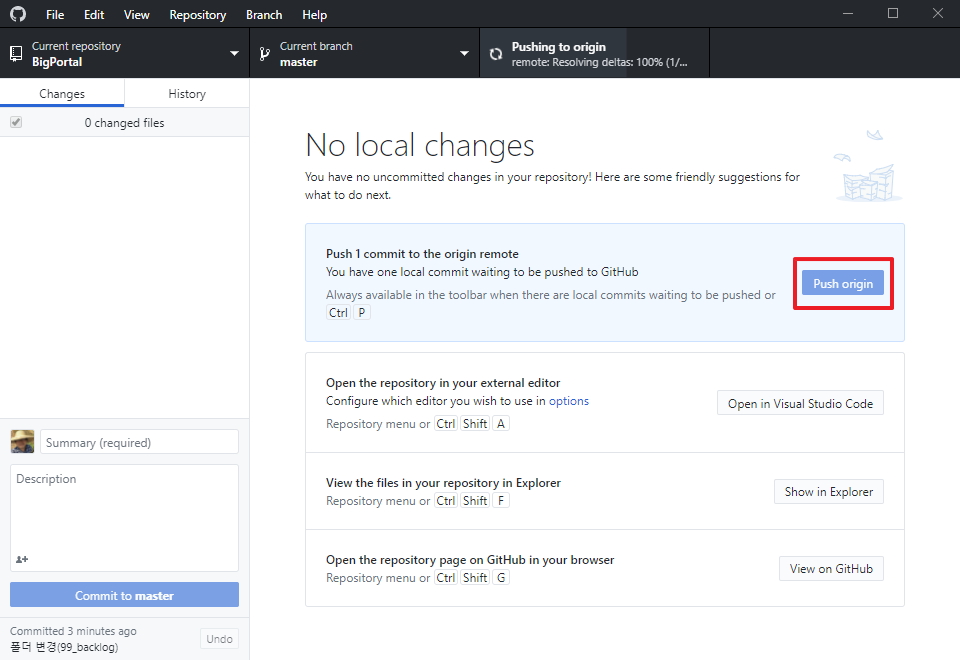 File Edit View Repository Branch Help
Current repository
BigPortal
Current branch
master
Pushing to origin
remote: Resolving deltas: 100% (1/...
Changes History
0 changed files
No local changes
You have no uncommitted changes in your repository! Here are some friendly suggestions for
what to do next.
Push 1 commit to the origin remote
You have one local commit waiting to be pushed to GitHub
Always available in the toolbar when there are local commits waiting to be pushed or
Ctrl P
Push origin
Open the repository in your external editor
Configure which editor you wish to use in options
Repository menu or Ctrl Shift A
Open in Visual Studio Code
View the files in your repository in Explorer
Repository menu or Ctrl Shift F
Show in Explorer
Open the repository page on GitHub in your browser
Repository menu or Ctrl Shift G
View on GitHub
Summary (required)
Description
Commit to master
Committed 3 minutes ago
폴더 변경(99_backlog)
Undo